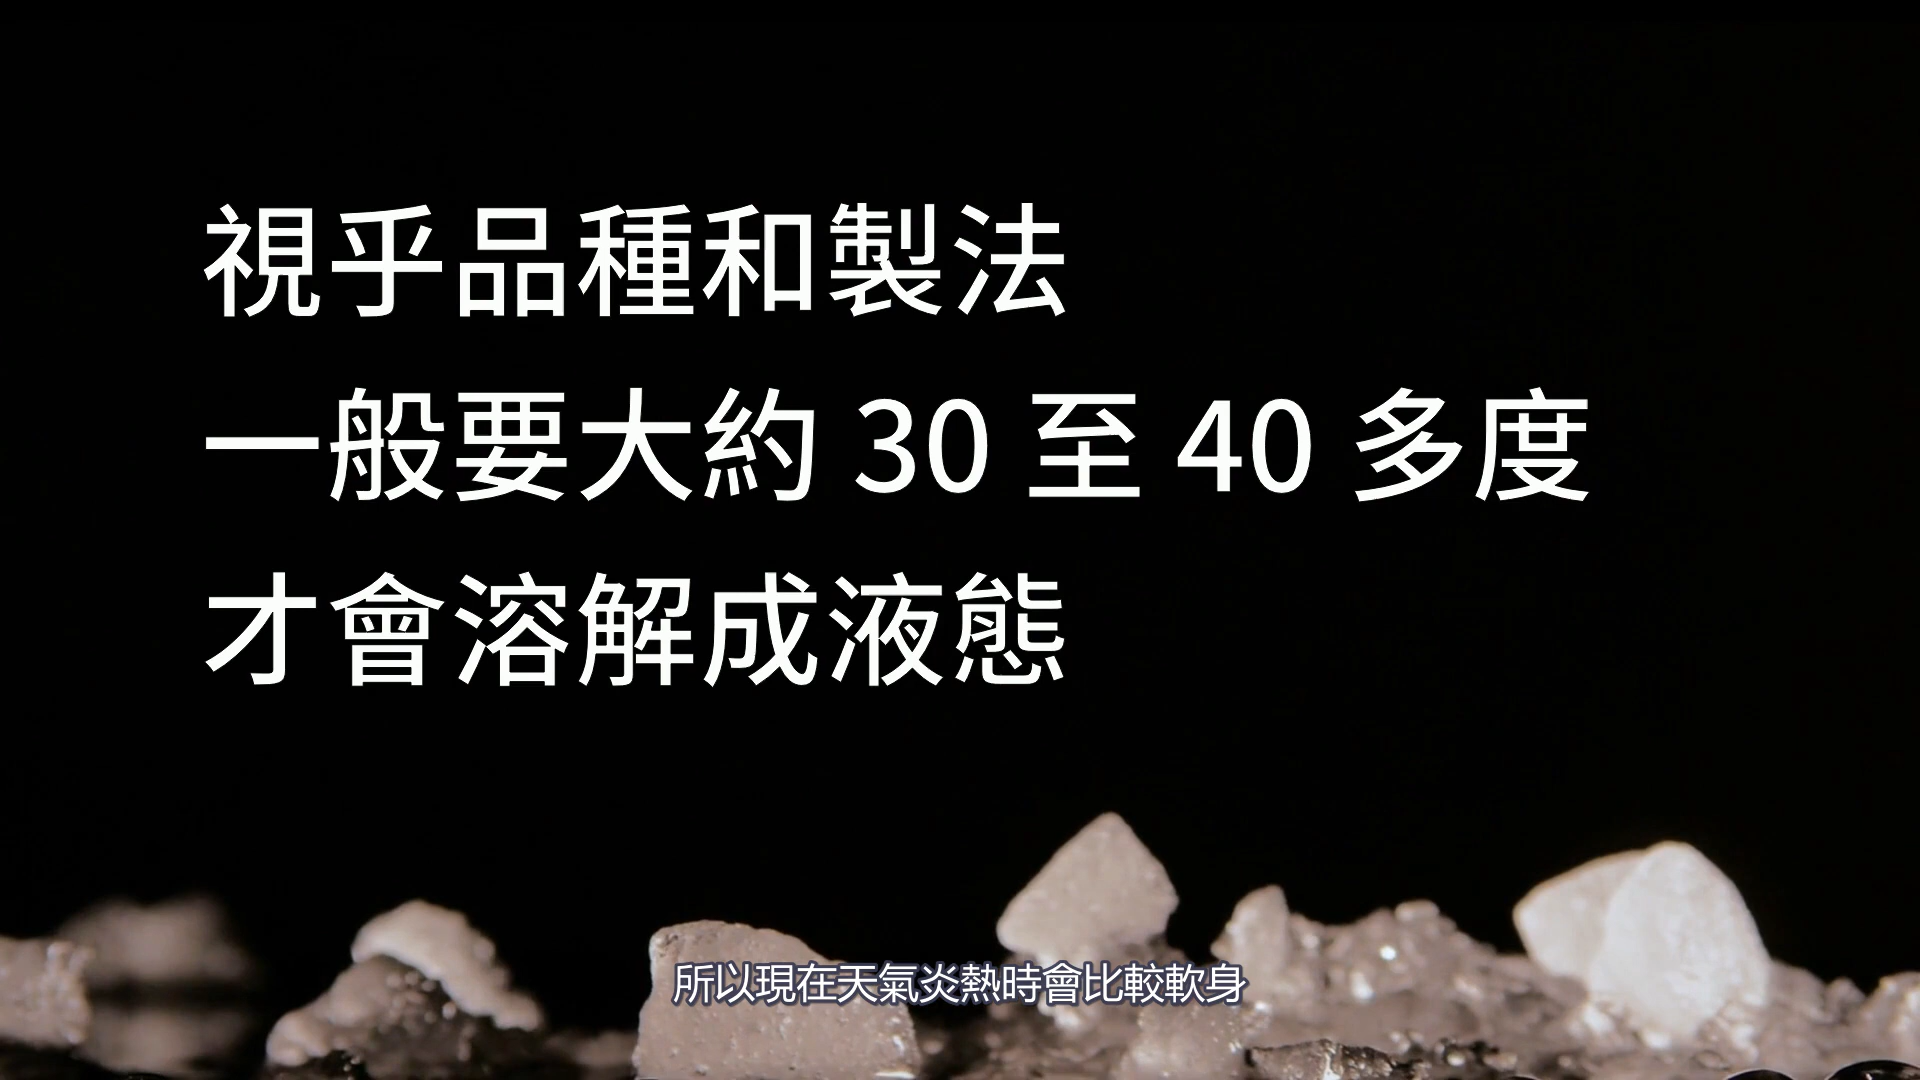 視乎品種和製法
一般要大約 30 至 40 多度
才會溶解成液態
所以現在天氣炎熱時會比較軟身